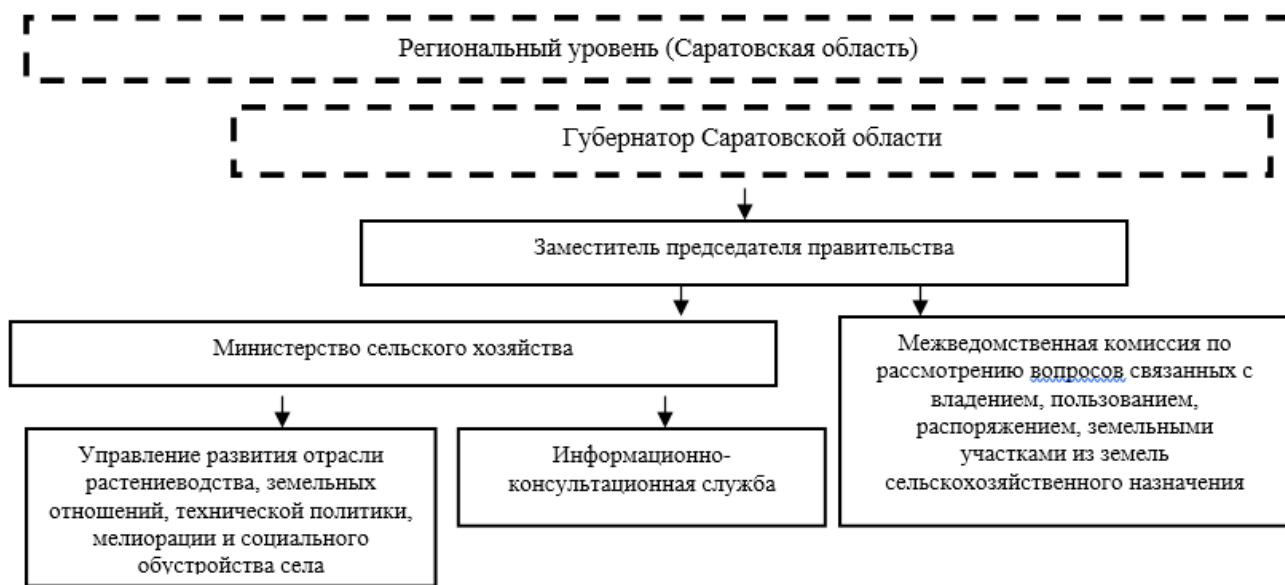 Региональный уровень (Саратовская область)
Губернатор Саратовской области
Заместитель председателя правительства
Министерство сельского хозяйства
Межведомственная комиссия по
рассмотрению вопросов связанных с
владением, пользованием,
распоряжением, земельными
участками из земель
сельскохозяйственного назначения
Управление развития отрасли
растениеводства, земельных
отношений, технической политики,
мелиорации и социального
обустройства села
Информационно-
консультационная служба